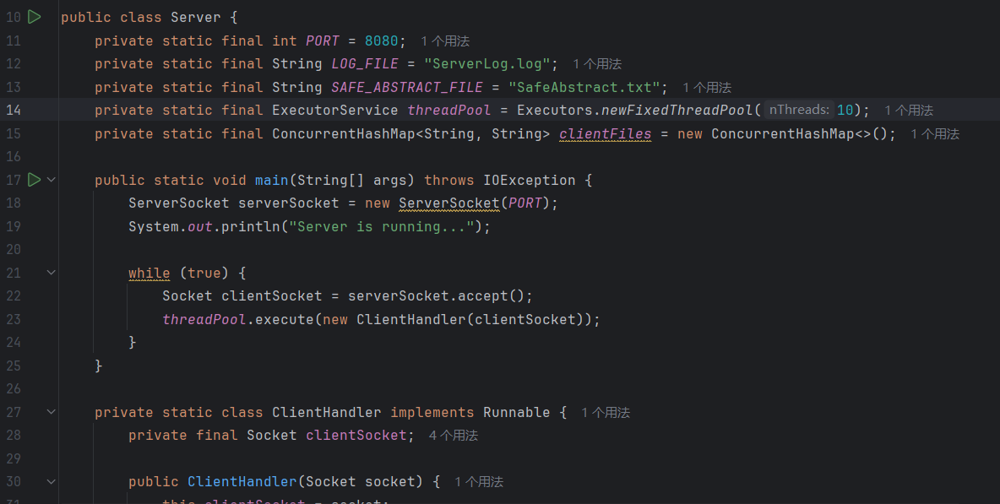 10 public class Server {
11 private static final int PORT = 8080; 1 个用法
12 private static final String LOG_FILE = "ServerLog.log"; 1 个用法
13 private static final String SAFE_ABSTRACT_FILE = "SafeAbstract.txt"; 1 个用法
14 private static final ExecutorService threadPool = Executors.newFixedThreadPool( nThreads: 10); 1 个用法
15 private static final ConcurrentHashMap<String, String> clientFiles = new ConcurrentHashMap<>(); 1 个用法
16
17 public static void main(String[] args) throws IOException {
18 ServerSocket serverSocket = new ServerSocket(PORT);
19 System.out.println("Server is running...");
20
21 while (true) {
22 Socket clientSocket = serverSocket.accept();
23 threadPool.execute(new ClientHandler(clientSocket));
24 }
25 }
26
27 private static class ClientHandler implements Runnable { 1 个用法
28 private final Socket clientSocket; 4 个用法
29
30 public ClientHandler(Socket socket) { 1 个用法
31 this.clientSocket = socket;